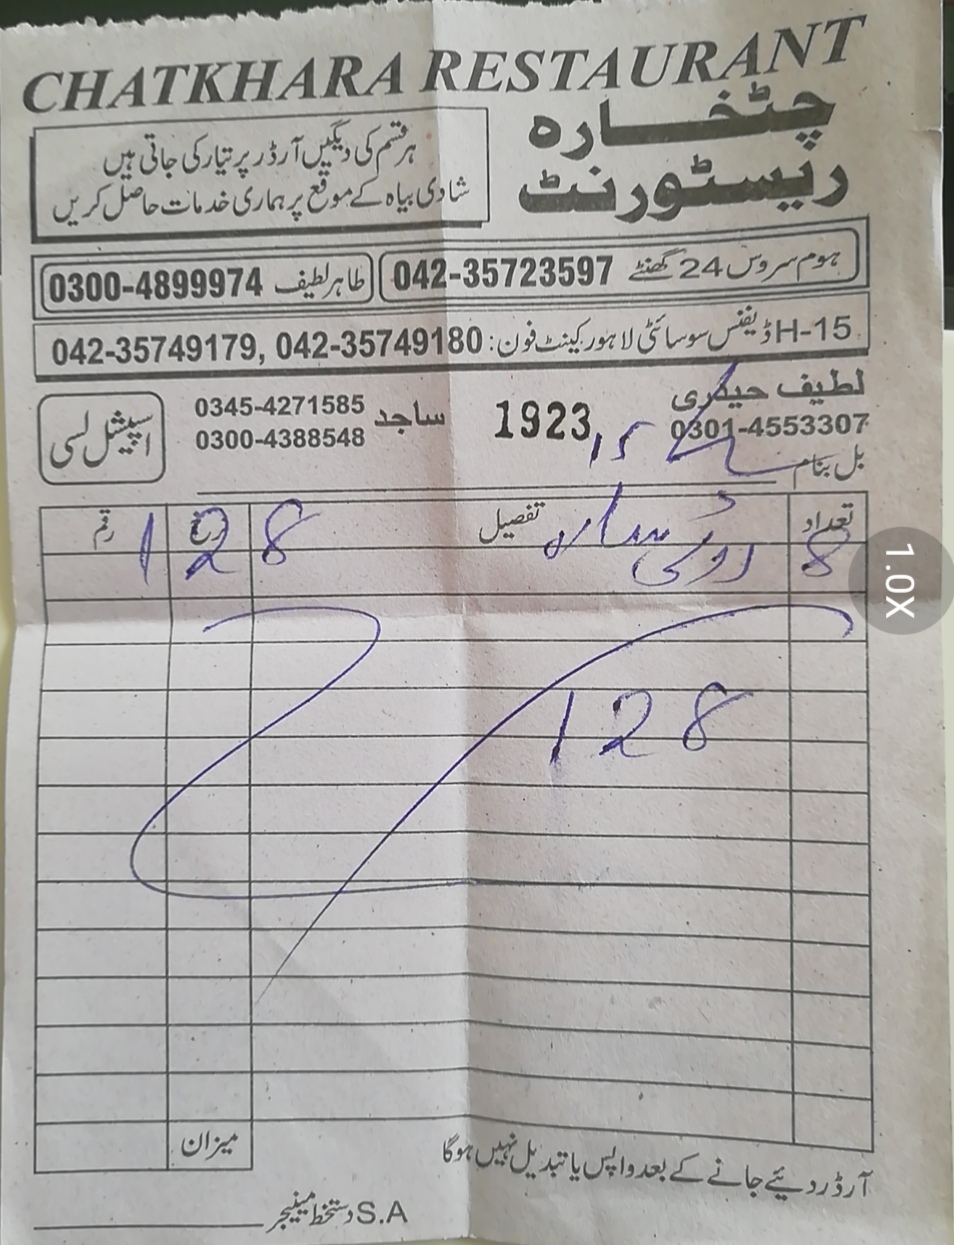 CHATKHARA RESTAURANT
چٹخارہ
ریسٹورنٹ
ہر قسم کی دیگیں آرڈر پر تیار کی جاتی ہیں
شادی بیاہ کے موقع پر ہماری خدمات حاصل کریں
ہوم سروس 24 گھنٹے 042-35723597
طاہر لطیف 0300-4899974
H-15 ڈیفنس سوسائٹی لاہور کینٹ فون: 042-35749180 ,042-35749179
لطیف حیدری
0301-4553307
1923
ساجد 0345-4271585
0300-4388548
اسپیشل لسی
بل بنام
تعداد تفصیل نرخ رقم
8 روٹی سادہ 128
128
میزان
آرڈر دیئے جانے کے بعد واپس یا تبدیل نہیں ہوگا
S.A دستخط مینیجر
1.0X